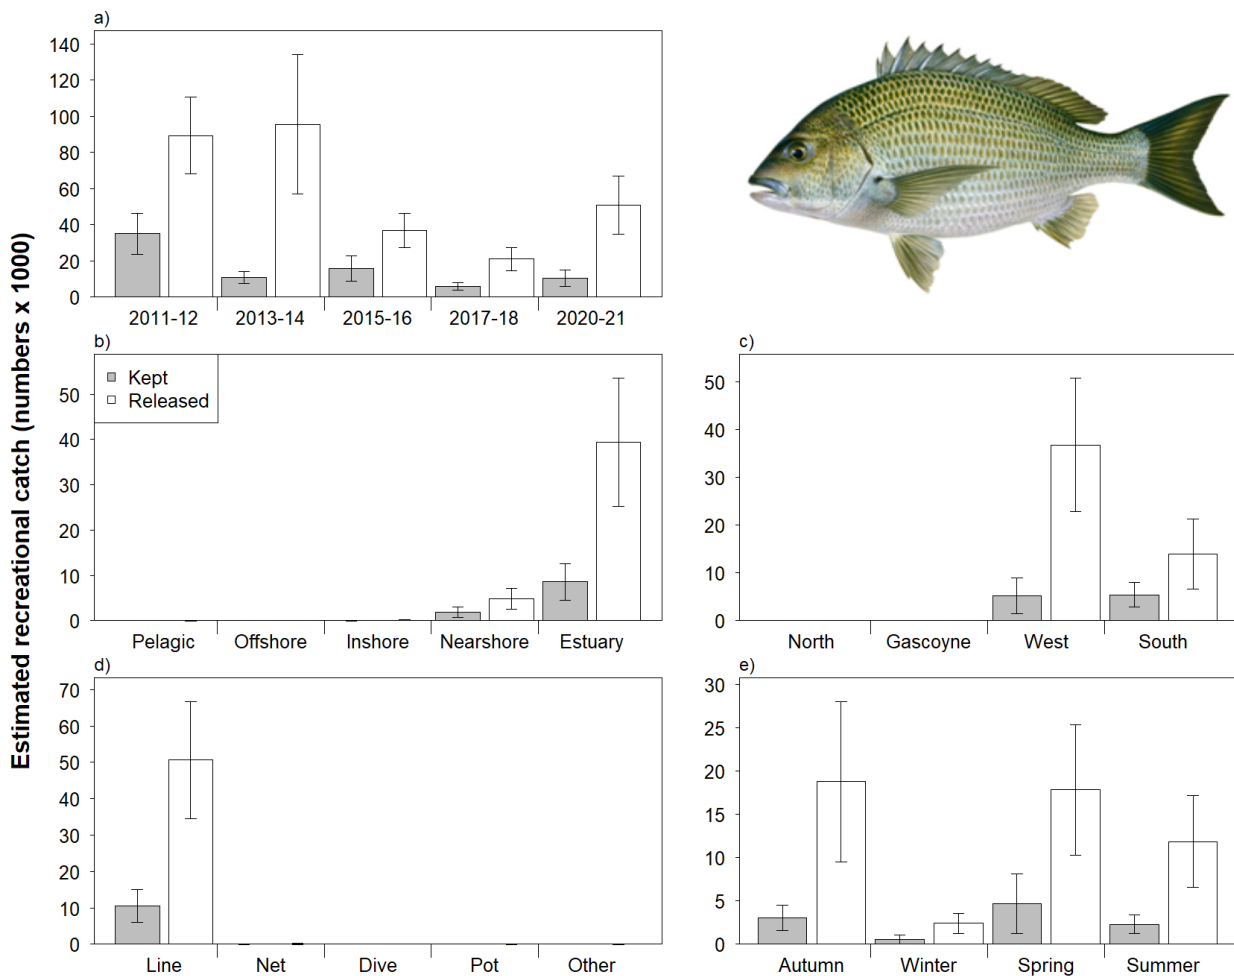 Estimated recreational catch (numbers x 1000)
a)
140
120
100
80
60
40
20
0
2011-12 2013-14 2015-16 2017-18 2020-21
b)
Kept
Released
50
40
30
20
10
0
Pelagic Offshore Inshore Nearshore Estuary
c)
50
40
30
20
10
0
North Gascoyne West South
d)
70
60
50
40
30
20
10
0
Line Net Dive Pot Other
e)
30
25
20
15
10
5
0
Autumn Winter Spring Summer